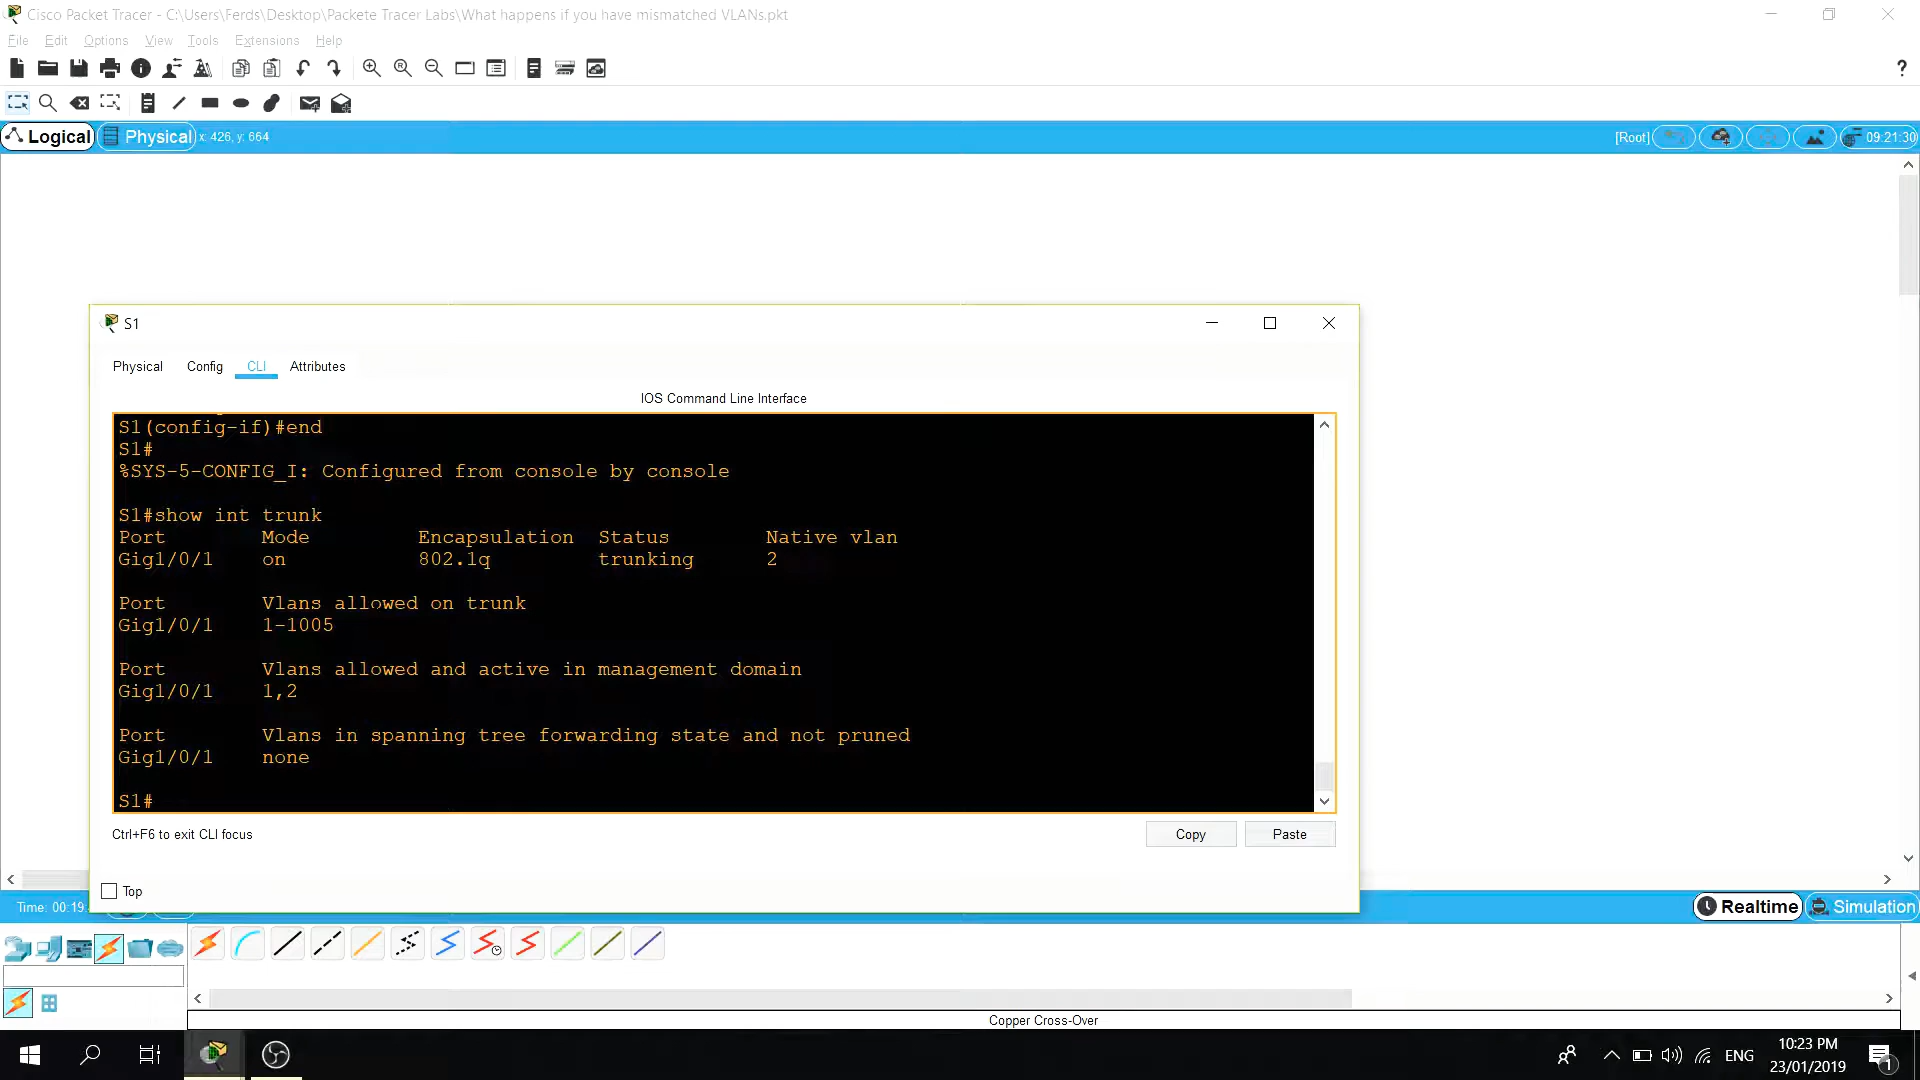 Cisco Packet Tracer - C:\Users\Ferds\Desktop\Packete Tracer Labs\What happens if you have mismatched VLANs.pkt
File Edit Options View Tools Extensions Help
?
Logical Physical x: 426, y: 664 [Root] 09:21:30
S1
Physical Config CLI Attributes
IOS Command Line Interface
S1(config-if)#end
S1#
%SYS-5-CONFIG_I: Configured from console by console
S1#show int trunk
Port Mode Encapsulation Status Native vlan
Gig1/0/1 on 802.1q trunking 2
Port Vlans allowed on trunk
Gig1/0/1 1-1005
Port Vlans allowed and active in management domain
Gig1/0/1 1,2
Port Vlans in spanning tree forwarding state and not pruned
Gig1/0/1 none
S1#
Ctrl+F6 to exit CLI focus Copy Paste
Top
Time: 00:19: Realtime Simulation
Copper Cross-Over
ENG 10:23 PM
23/01/2019
1